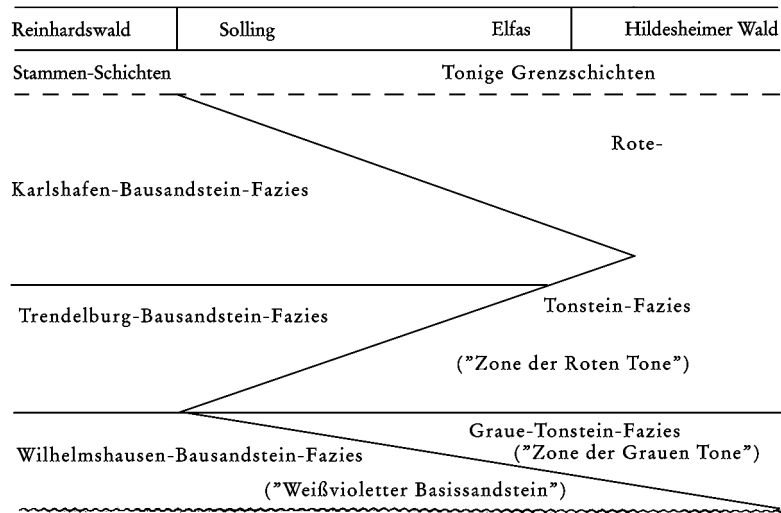 Reinhardswald Solling Elfas Hildesheimer Wald
Stammen-Schichten Tonige Grenzschichten
Rote-
Karlshafen-Bausandstein-Fazies
Tonstein-Fazies
Trendelburg-Bausandstein-Fazies
("Zone der Roten Tone")
Graue-Tonstein-Fazies
Wilhelmshausen-Bausandstein-Fazies ("Zone der Grauen Tone")
("Weißvioletter Basissandstein")